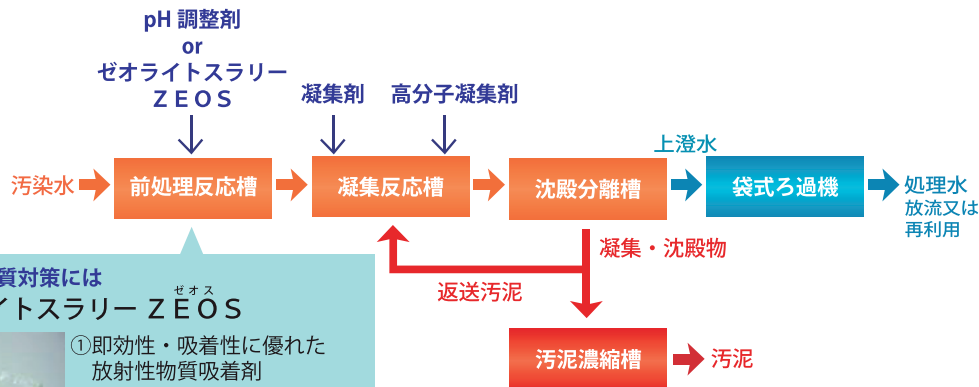 pH 調整剤
or
ゼオライトスラリー
ZEOS
凝集剤
高分子凝集剤
汚染水
前処理反応槽
凝集反応槽
沈殿分離槽
上澄水
袋式ろ過機
処理水
放流又は
再利用
凝集・沈殿物
返送汚泥
汚泥濃縮槽
汚泥
質対策には
ゼオス
イトスラリー ZEOS
①即効性・吸着性に優れた
放射性物質吸着剤